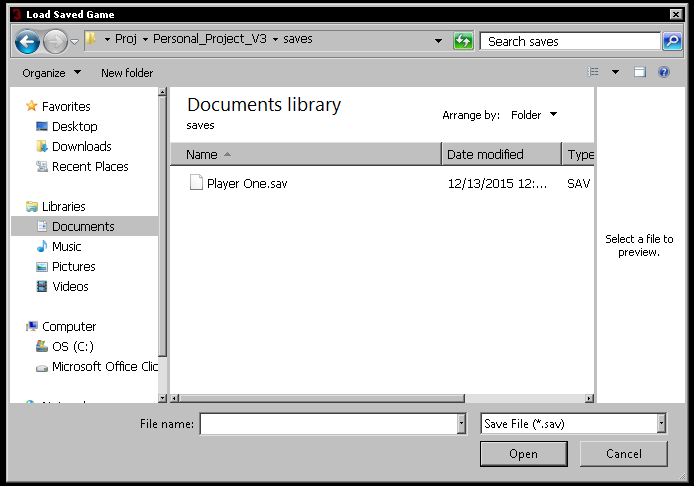 Load Saved Game
Proj Personal_Project_V3 saves
Search saves
Organize New folder
Favorites
Desktop
Downloads
Recent Places
Libraries
Documents
Music
Pictures
Videos
Computer
OS (C:)
Microsoft Office Clic
Documents library
saves
Arrange by: Folder
Name Date modified Type
Player One.sav 12/13/2015 12:... SAV
Select a file to
preview.
File name:
Save File (*.sav)
Open Cancel